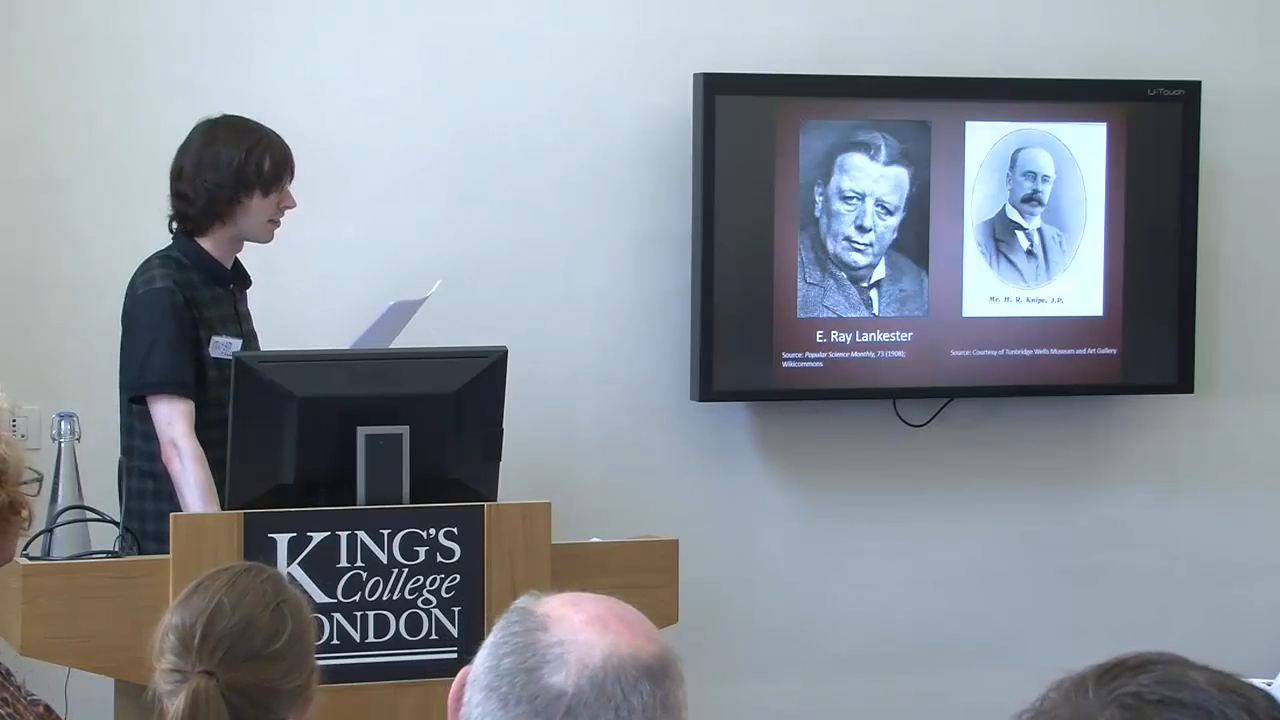 U-Touch
Mr. H. R. Knipe, J.P.
E. Ray Lankester
Source: Popular Science Monthly, 73 (1908);
Wikicommons
Source: Courtesy of Tunbridge Wells Museum and Art Gallery
KING'S
College
LONDON